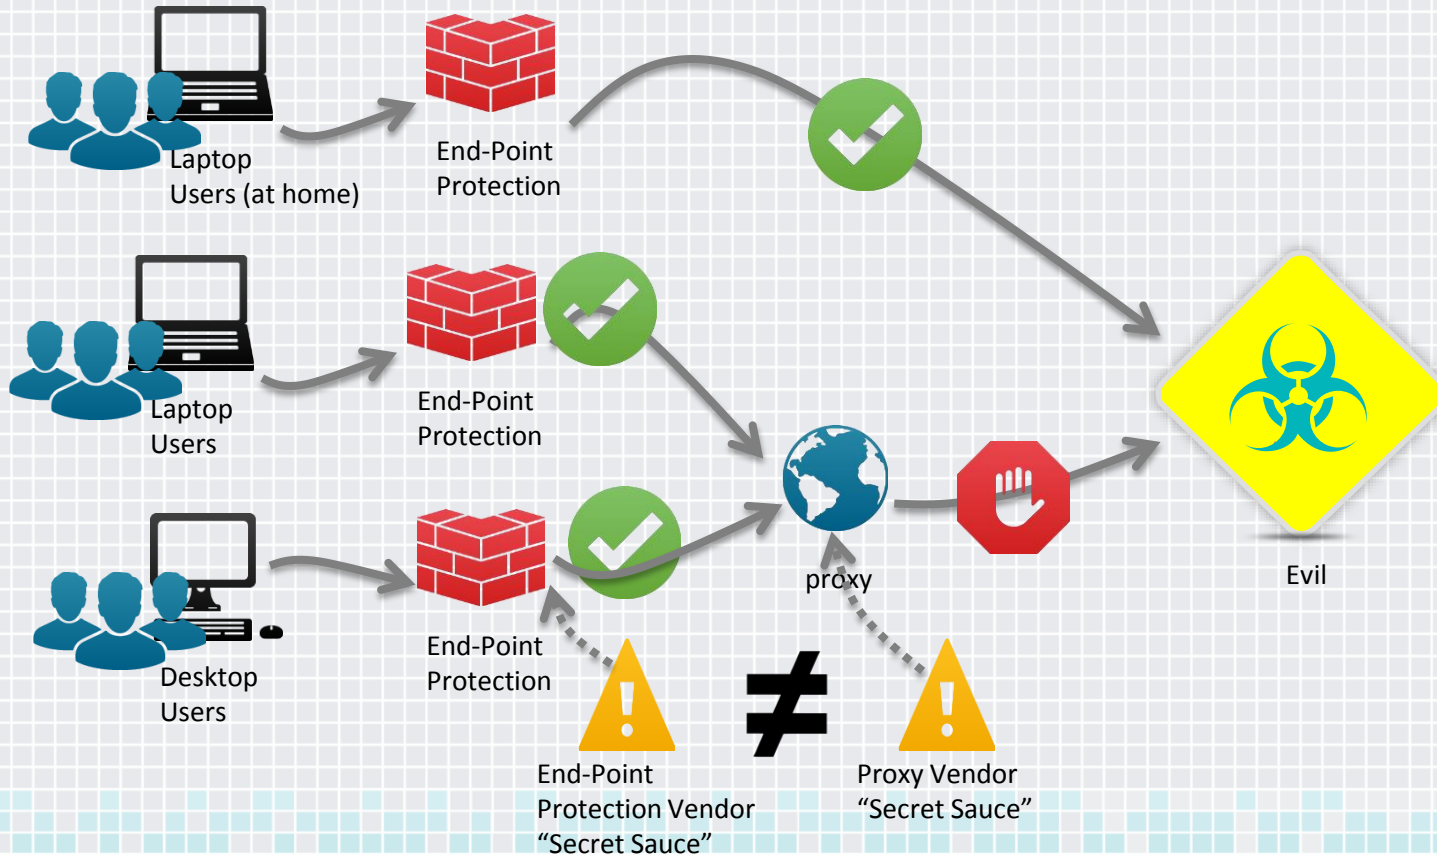 Laptop
Users (at home)
End-Point
Protection
Laptop
Users
End-Point
Protection
proxy
Evil
Desktop
Users
End-Point
Protection
≠
End-Point
Protection Vendor
“Secret Sauce”
Proxy Vendor
“Secret Sauce”